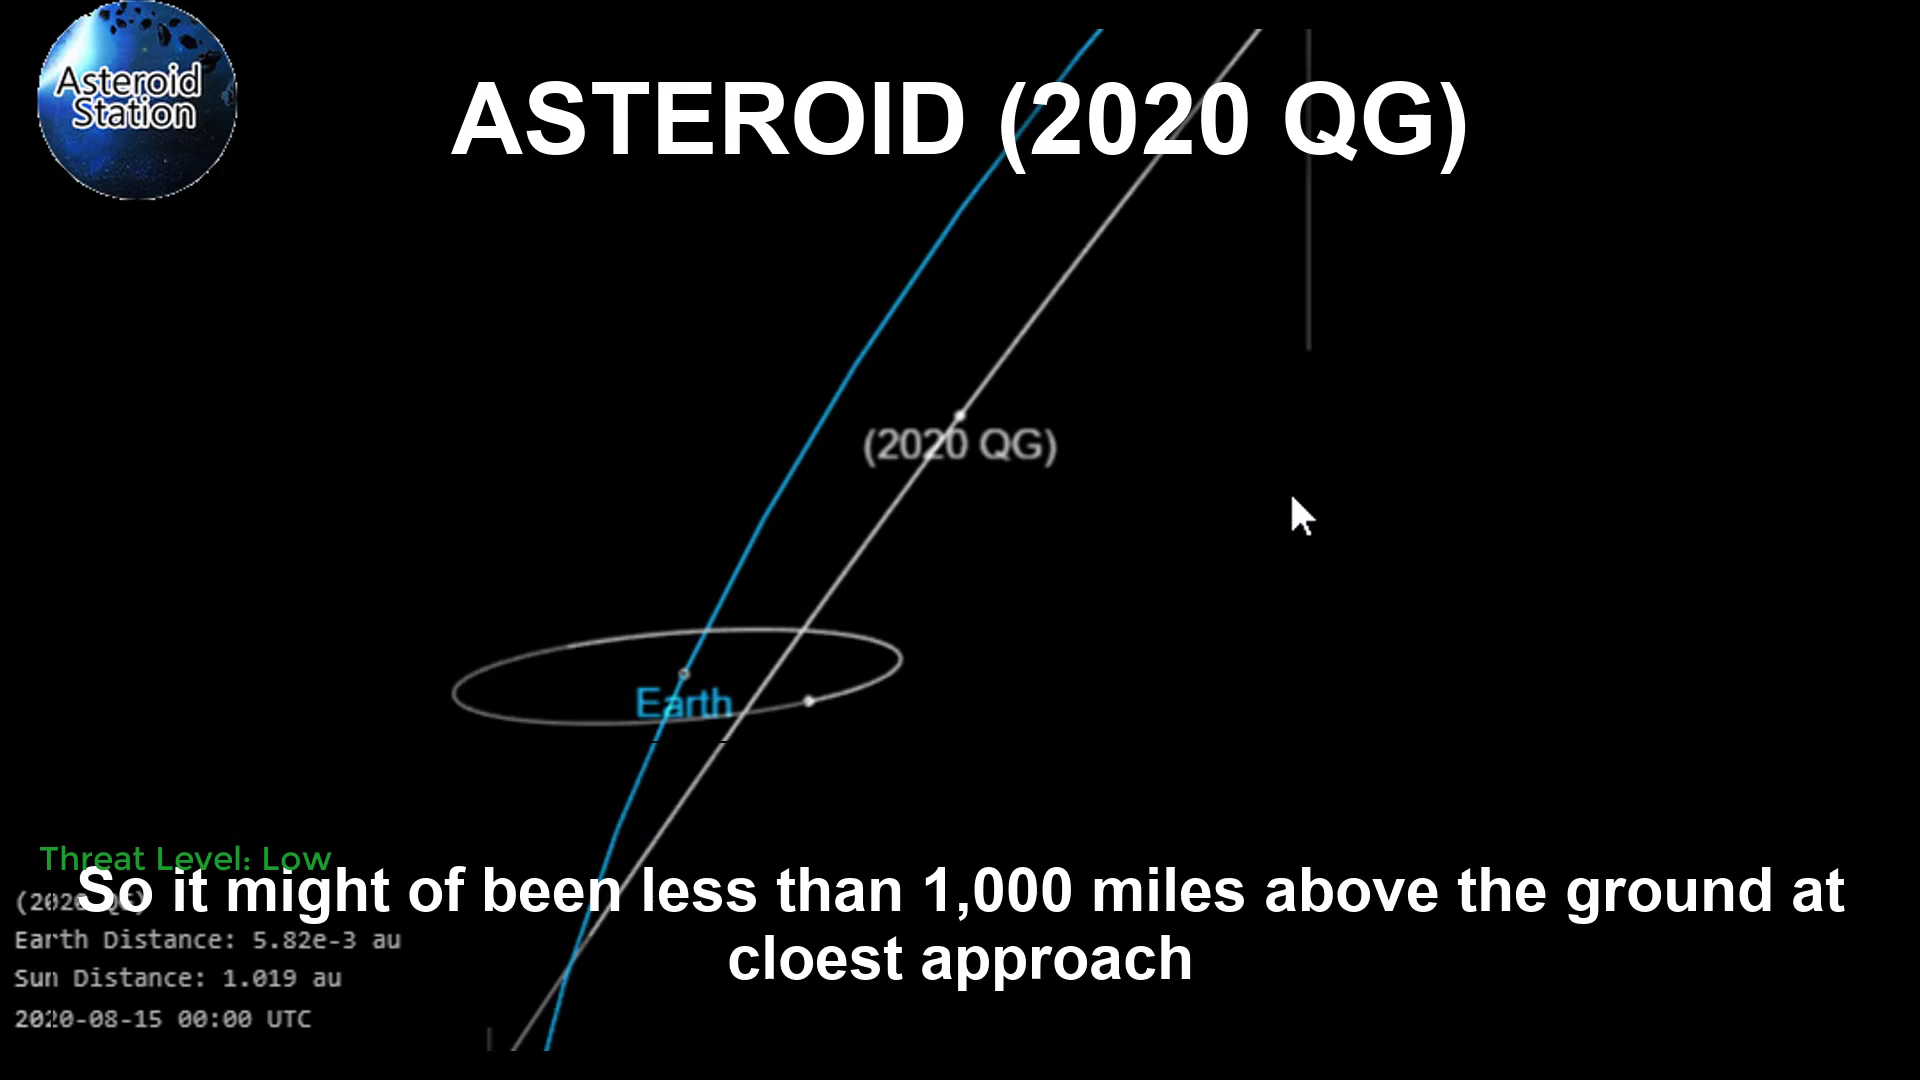 Asteroid
Station
ASTEROID (2020 QG)
(2020 QG)
Earth
Threat Level: Low
So it might of been less than 1,000 miles above the ground at
cloest approach
(2020 QG)
Earth Distance: 5.82e-3 au
Sun Distance: 1.019 au
2020-08-15 00:00 UTC